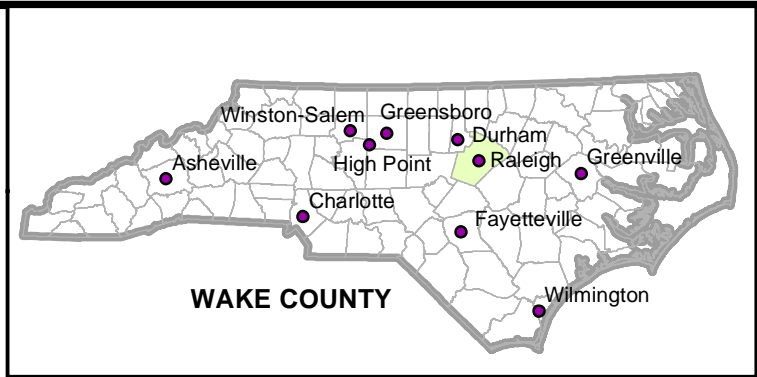 Winston-Salem Greensboro
Durham
High Point
Raleigh
Greenville
Asheville
Charlotte
Fayetteville
WAKE COUNTY
Wilmington